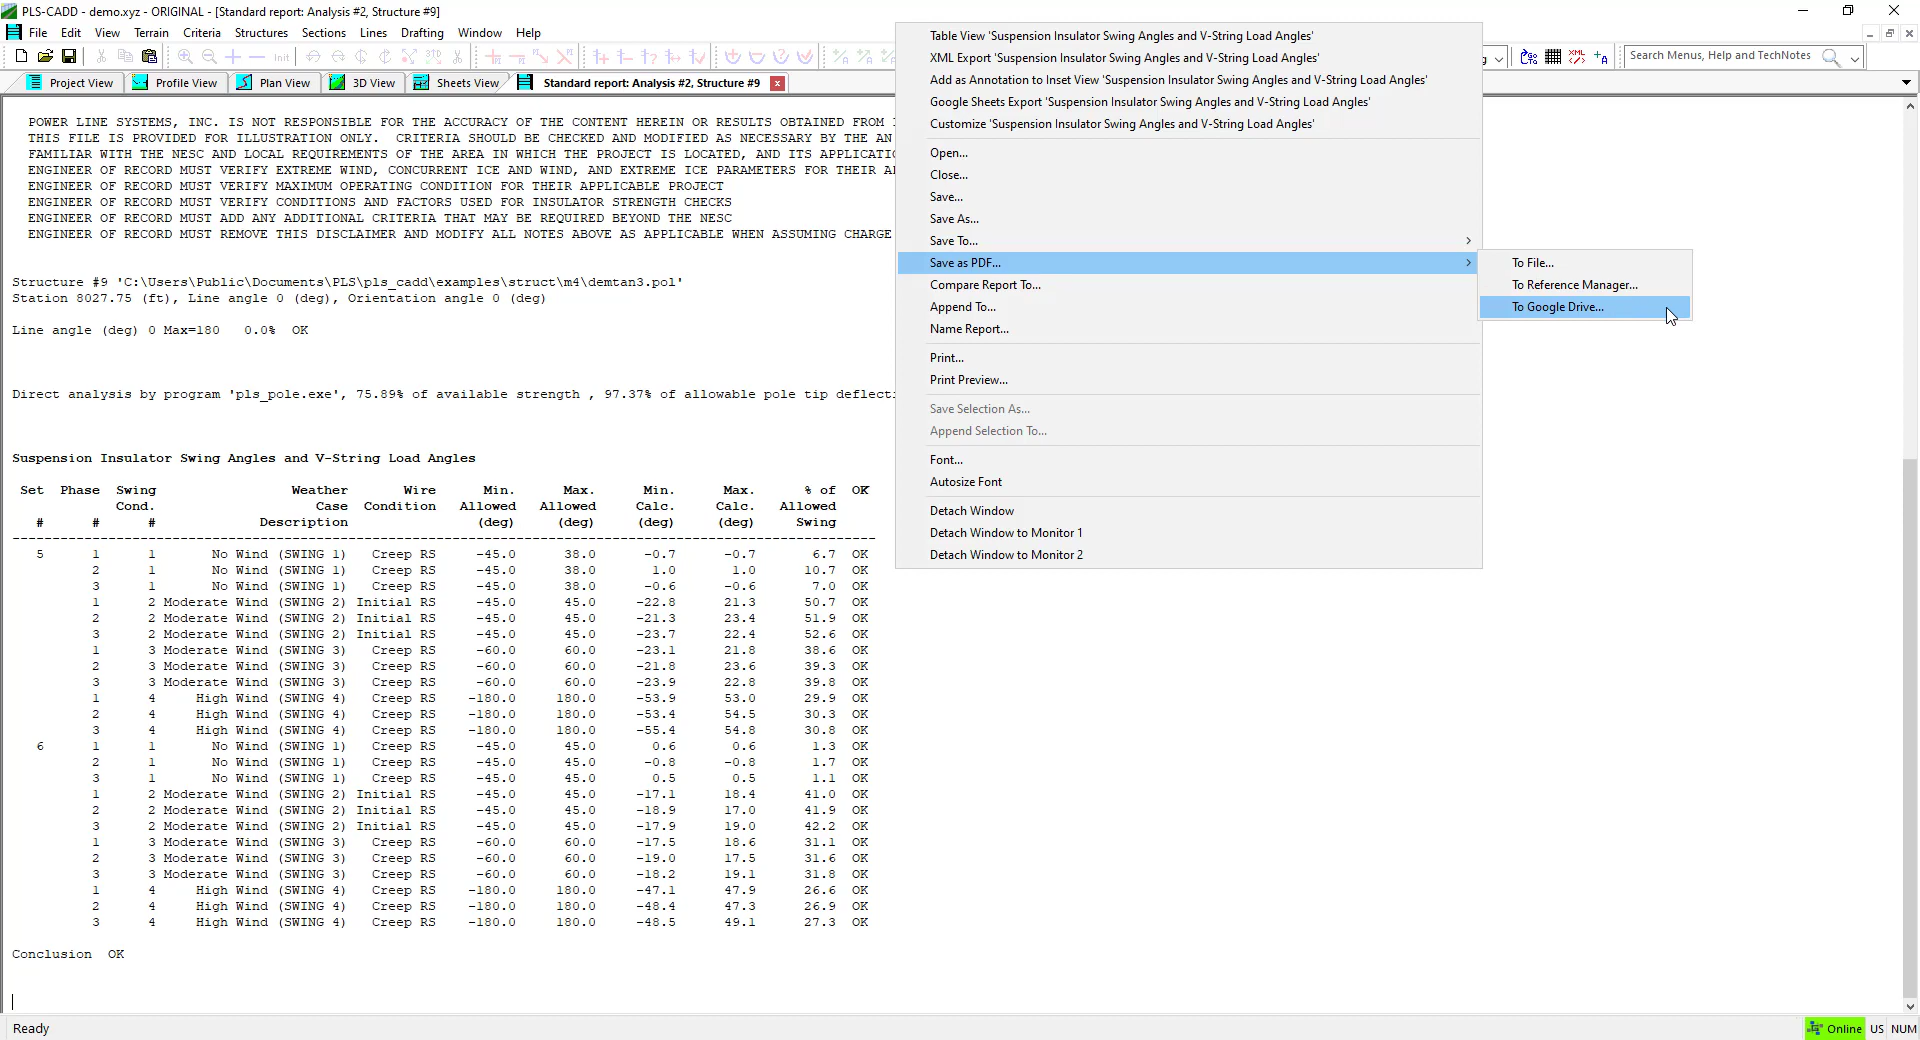 PLS-CADD - demo.xyz - ORIGINAL - [Standard report: Analysis #2, Structure #9]
File Edit View Terrain Criteria Structures Sections Lines Drafting Window Help
Init
Search Menus, Help and TechNotes
Project View Profile View Plan View 3D View Sheets View Standard report: Analysis #2, Structure #9
POWER LINE SYSTEMS, INC. IS NOT RESPONSIBLE FOR THE ACCURACY OF THE CONTENT HEREIN OR RESULTS OBTAINED FROM
THIS FILE IS PROVIDED FOR ILLUSTRATION ONLY.  CRITERIA SHOULD BE CHECKED AND MODIFIED AS NECESSARY BY THE AN
FAMILIAR WITH THE NESC AND LOCAL REQUIREMENTS OF THE AREA IN WHICH THE PROJECT IS LOCATED, AND ITS APPLICATI
ENGINEER OF RECORD MUST VERIFY EXTREME WIND, CONCURRENT ICE AND WIND, AND EXTREME ICE PARAMETERS FOR THEIR
ENGINEER OF RECORD MUST VERIFY MAXIMUM OPERATING CONDITION FOR THEIR APPLICABLE PROJECT
ENGINEER OF RECORD MUST VERIFY CONDITIONS AND FACTORS USED FOR INSULATOR STRENGTH CHECKS
ENGINEER OF RECORD MUST ADD ANY ADDITIONAL CRITERIA THAT MAY BE REQUIRED BEYOND THE NESC
ENGINEER OF RECORD MUST REMOVE THIS DISCLAIMER AND MODIFY ALL NOTES ABOVE AS APPLICABLE WHEN ASSUMING CHARGE
Structure #9 'C:\Users\Public\Documents\PLS\pls_cadd\examples\struct\m4\demtan3.pol'
Station 8027.75 (ft), Line angle 0 (deg), Orientation angle 0 (deg)
Line angle (deg) 0 Max=180   0.0%  OK
Direct analysis by program 'pls_pole.exe', 75.89% of available strength , 97.37% of allowable pole tip deflecti
Suspension Insulator Swing Angles and V-String Load Angles
Set Phase Swing Weather Wire Min. Max. Min. Max. % of OK
Cond. Case Condition Allowed Allowed Calc. Calc. Allowed
# # # Description (deg) (deg) (deg) (deg) Swing
5 1 1 No Wind (SWING 1) Creep RS -45.0 38.0 -0.7 -0.7 6.7 OK
2 1 No Wind (SWING 1) Creep RS -45.0 38.0 1.0 1.0 10.7 OK
3 1 No Wind (SWING 1) Creep RS -45.0 38.0 -0.6 -0.6 7.0 OK
1 2 Moderate Wind (SWING 2) Initial RS -45.0 45.0 -22.8 21.3 50.7 OK
2 2 Moderate Wind (SWING 2) Initial RS -45.0 45.0 -21.3 23.4 51.9 OK
3 2 Moderate Wind (SWING 2) Initial RS -45.0 45.0 -23.7 22.4 52.6 OK
1 3 Moderate Wind (SWING 3) Creep RS -60.0 60.0 -23.1 21.8 38.6 OK
2 3 Moderate Wind (SWING 3) Creep RS -60.0 60.0 -21.8 23.6 39.3 OK
3 3 Moderate Wind (SWING 3) Creep RS -60.0 60.0 -23.9 22.8 39.8 OK
1 4 High Wind (SWING 4) Creep RS -180.0 180.0 -53.9 53.0 29.9 OK
2 4 High Wind (SWING 4) Creep RS -180.0 180.0 -53.4 54.5 30.3 OK
3 4 High Wind (SWING 4) Creep RS -180.0 180.0 -55.4 54.8 30.8 OK
6 1 1 No Wind (SWING 1) Creep RS -45.0 45.0 0.6 0.6 1.3 OK
2 1 No Wind (SWING 1) Creep RS -45.0 45.0 -0.8 -0.8 1.7 OK
3 1 No Wind (SWING 1) Creep RS -45.0 45.0 0.5 0.5 1.1 OK
1 2 Moderate Wind (SWING 2) Initial RS -45.0 45.0 -17.1 18.4 41.0 OK
2 2 Moderate Wind (SWING 2) Initial RS -45.0 45.0 -18.9 17.0 41.9 OK
3 2 Moderate Wind (SWING 2) Initial RS -45.0 45.0 -17.9 19.0 42.2 OK
1 3 Moderate Wind (SWING 3) Creep RS -60.0 60.0 -17.5 18.6 31.1 OK
2 3 Moderate Wind (SWING 3) Creep RS -60.0 60.0 -19.0 17.5 31.6 OK
3 3 Moderate Wind (SWING 3) Creep RS -60.0 60.0 -18.2 19.1 31.8 OK
1 4 High Wind (SWING 4) Creep RS -180.0 180.0 -47.1 47.9 26.6 OK
2 4 High Wind (SWING 4) Creep RS -180.0 180.0 -48.4 47.3 26.9 OK
3 4 High Wind (SWING 4) Creep RS -180.0 180.0 -48.5 49.1 27.3 OK
Conclusion  OK
Table View 'Suspension Insulator Swing Angles and V-String Load Angles'
XML Export 'Suspension Insulator Swing Angles and V-String Load Angles'
Add as Annotation to Inset View 'Suspension Insulator Swing Angles and V-String Load Angles'
Google Sheets Export 'Suspension Insulator Swing Angles and V-String Load Angles'
Customize 'Suspension Insulator Swing Angles and V-String Load Angles'
Open...
Close...
Save...
Save As...
Save To...
Save as PDF...
Compare Report To...
Append To...
Name Report...
Print...
Print Preview...
Save Selection As...
Append Selection To...
Font...
Autosize Font
Detach Window
Detach Window to Monitor 1
Detach Window to Monitor 2
To File...
To Reference Manager...
To Google Drive...
Ready
Online US NUM